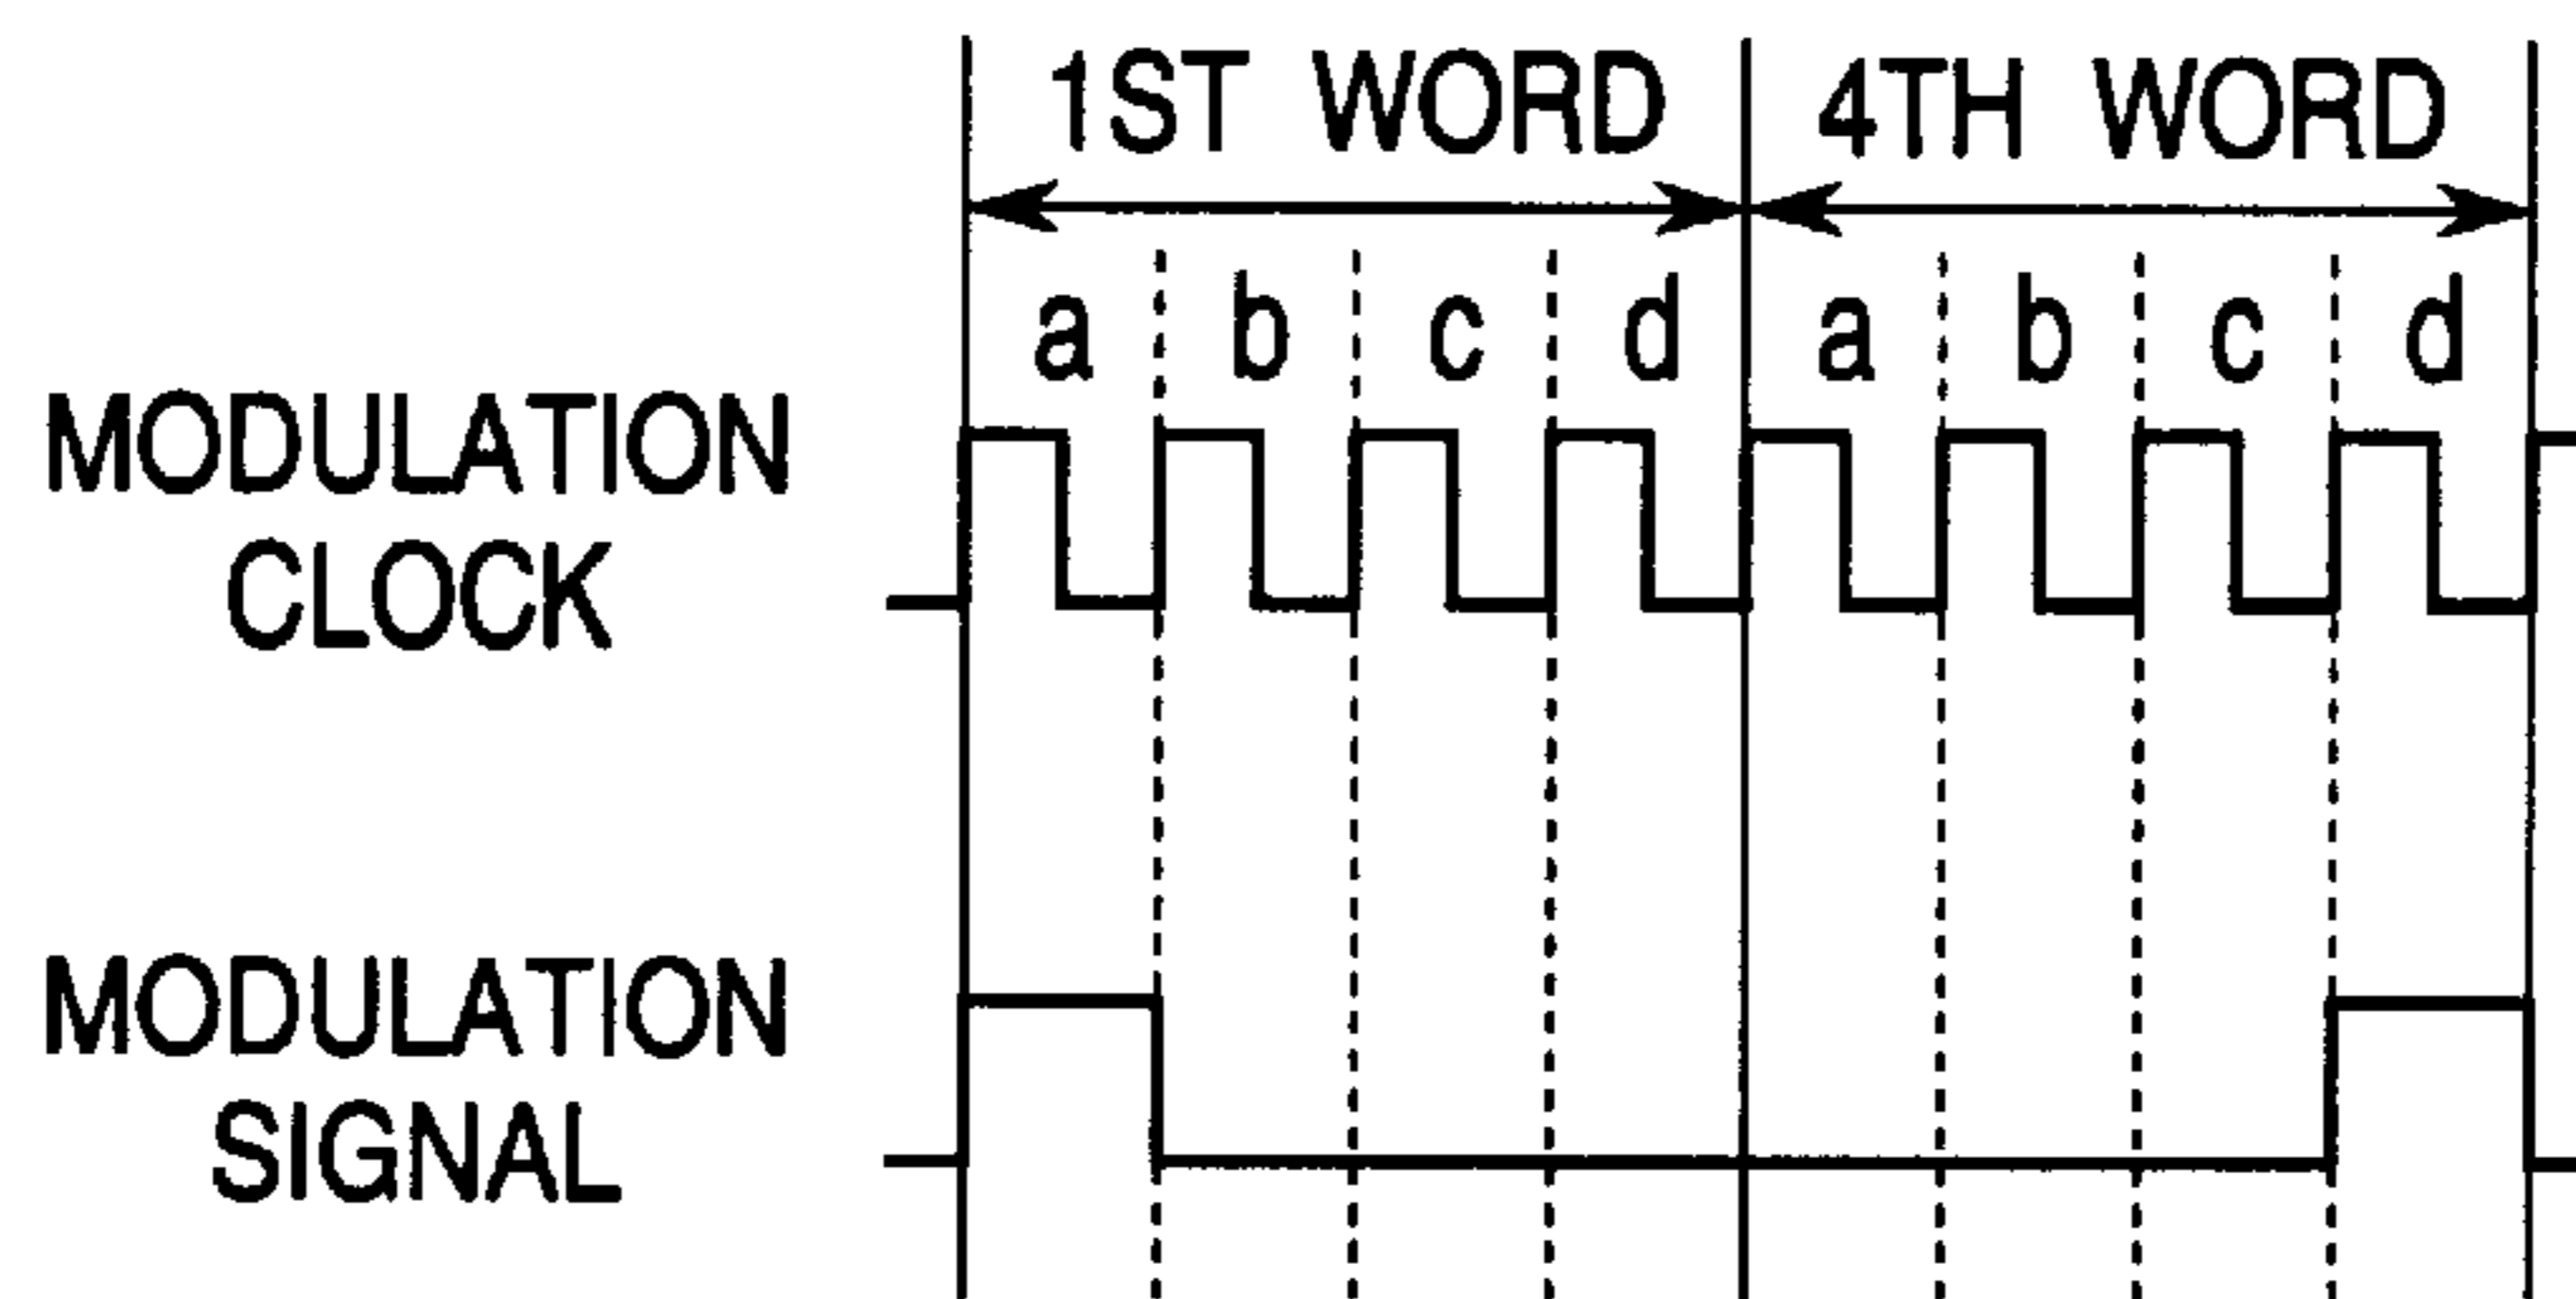 1ST WORD 4TH WORD
a b c d a b c d
MODULATION
CLOCK
MODULATION
SIGNAL